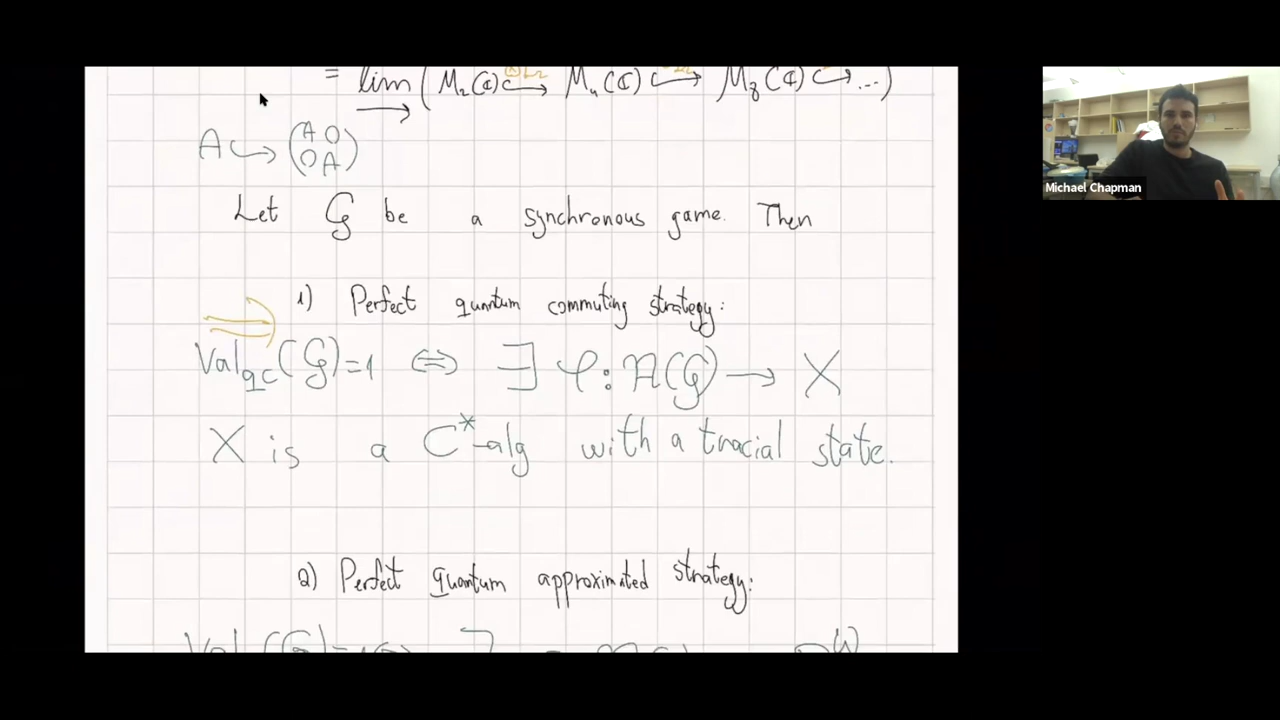 = lim ( M₂(ℂ) ↪ M₄(ℂ) ↪ M₈(ℂ) ↪ ... )
A ↪ (A 0
0 A)
Let G be a synchronous game. Then
1) Perfect quantum commuting strategy:
Val_qc(G)=1 ⇔ ∃ φ: A(G) → X
X is a C*-alg with a tracial state.
2) Perfect quantum approximated strategy:
Michael Chapman